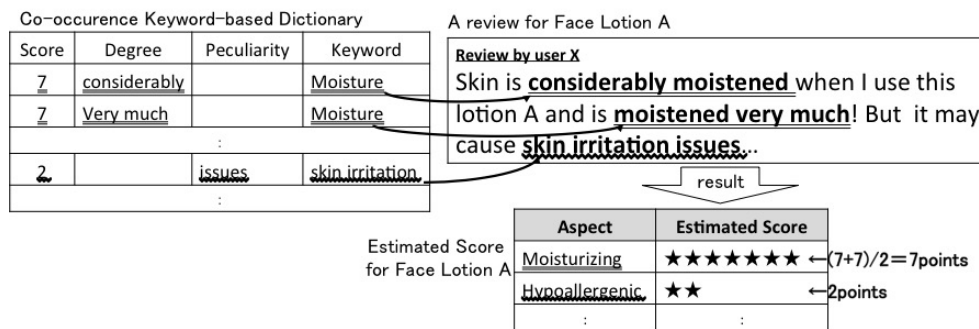 Co-occurence Keyword-based Dictionary
Score Degree Peculiarity Keyword
7 considerably Moisture
7 Very much Moisture
:
2 issues skin irritation
:
A review for Face Lotion A
Review by user X
Skin is considerably moistened when I use this
lotion A and is moistened very much! But it may
cause skin irritation issues...
result
Estimated Score
for Face Lotion A
Aspect Estimated Score
Moisturizing ★★★★★★★ ←(7+7)/2=7points
Hypoallergenic ★★ ←2points
: :